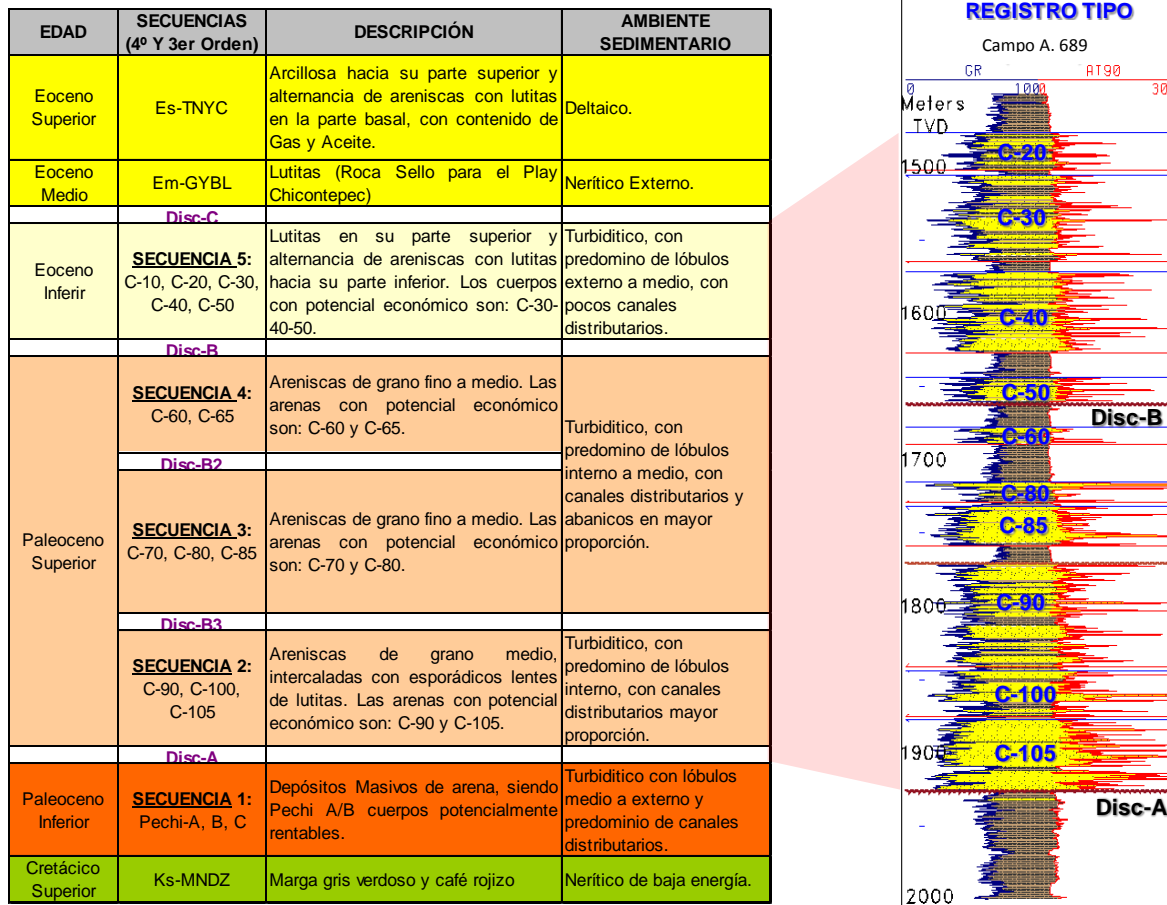 EDAD
SECUENCIAS
(4º Y 3er Orden)
DESCRIPCIÓN
AMBIENTE
SEDIMENTARIO
Eoceno
Superior
Es-TNYC
Arcillosa hacia su parte superior y
alternancia de areniscas con lutitas
en la parte basal, con contenido de
Gas y Aceite.
Deltaico.
Eoceno
Medio
Em-GYBL
Lutitas (Roca Sello para el Play
Chicontepec)
Nerítico Externo.
Disc-C
Eoceno
Inferir
SECUENCIA 5:
C-10, C-20, C-30,
C-40, C-50
Lutitas en su parte superior y
alternancia de areniscas con lutitas
hacia su parte inferior. Los cuerpos
con potencial económico son: C-30-
40-50.
Turbiditico, con
predomino de lóbulos
externo a medio, con
pocos canales
distributarios.
Disc-B
Paleoceno
Superior
SECUENCIA 4:
C-60, C-65
Areniscas de grano fino a medio. Las
arenas con potencial económico
son: C-60 y C-65.
Turbiditico, con
predomino de lóbulos
interno a medio, con
canales distributarios y
abanicos en mayor
proporción.
Disc-B2
SECUENCIA 3:
C-70, C-80, C-85
Areniscas de grano fino a medio. Las
arenas con potencial económico
son: C-70 y C-80.
Disc-B3
SECUENCIA 2:
C-90, C-100,
C-105
Areniscas de grano medio,
intercaladas con esporádicos lentes
de lutitas. Las arenas con potencial
económico son: C-90 y C-105.
Turbiditico, con
predomino de lóbulos
interno, con canales
distributarios mayor
proporción.
Disc-A
Paleoceno
Inferior
SECUENCIA 1:
Pechi-A, B, C
Depósitos Masivos de arena, siendo
Pechi A/B cuerpos potencialmente
rentables.
Turbiditico con lóbulos
medio a externo y
predominio de canales
distributarios.
Cretácico
Superior
Ks-MNDZ
Marga gris verdoso y café rojizo
Nerítico de baja energía.
REGISTRO TIPO
Campo A. 689
GR
AT90
0
100
30
Meters
TVD
C-20
1500
C-30
1600
C-40
C-50
Disc-B
C-60
1700
C-80
C-85
1800
C-90
C-100
1900
C-105
Disc-A
2000